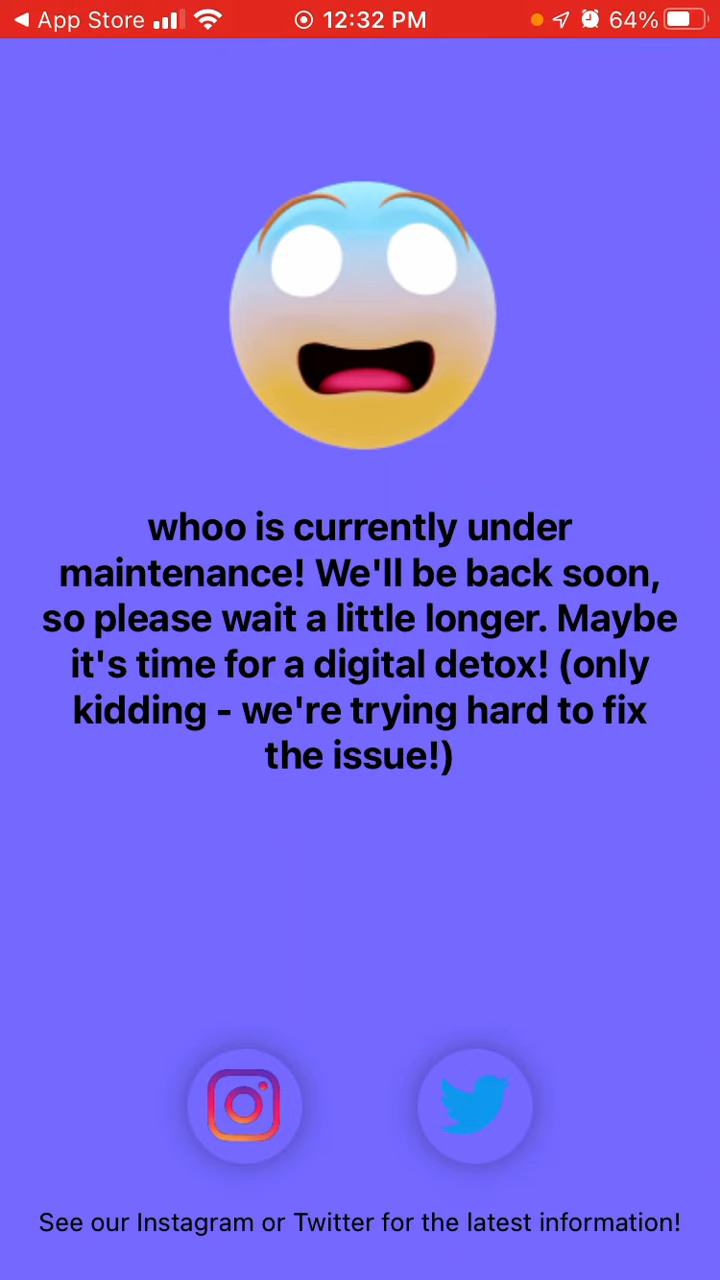 App Store 12:32 PM 64%
whoo is currently under
maintenance! We'll be back soon,
so please wait a little longer. Maybe
it's time for a digital detox! (only
kidding - we're trying hard to fix
the issue!)
See our Instagram or Twitter for the latest information!